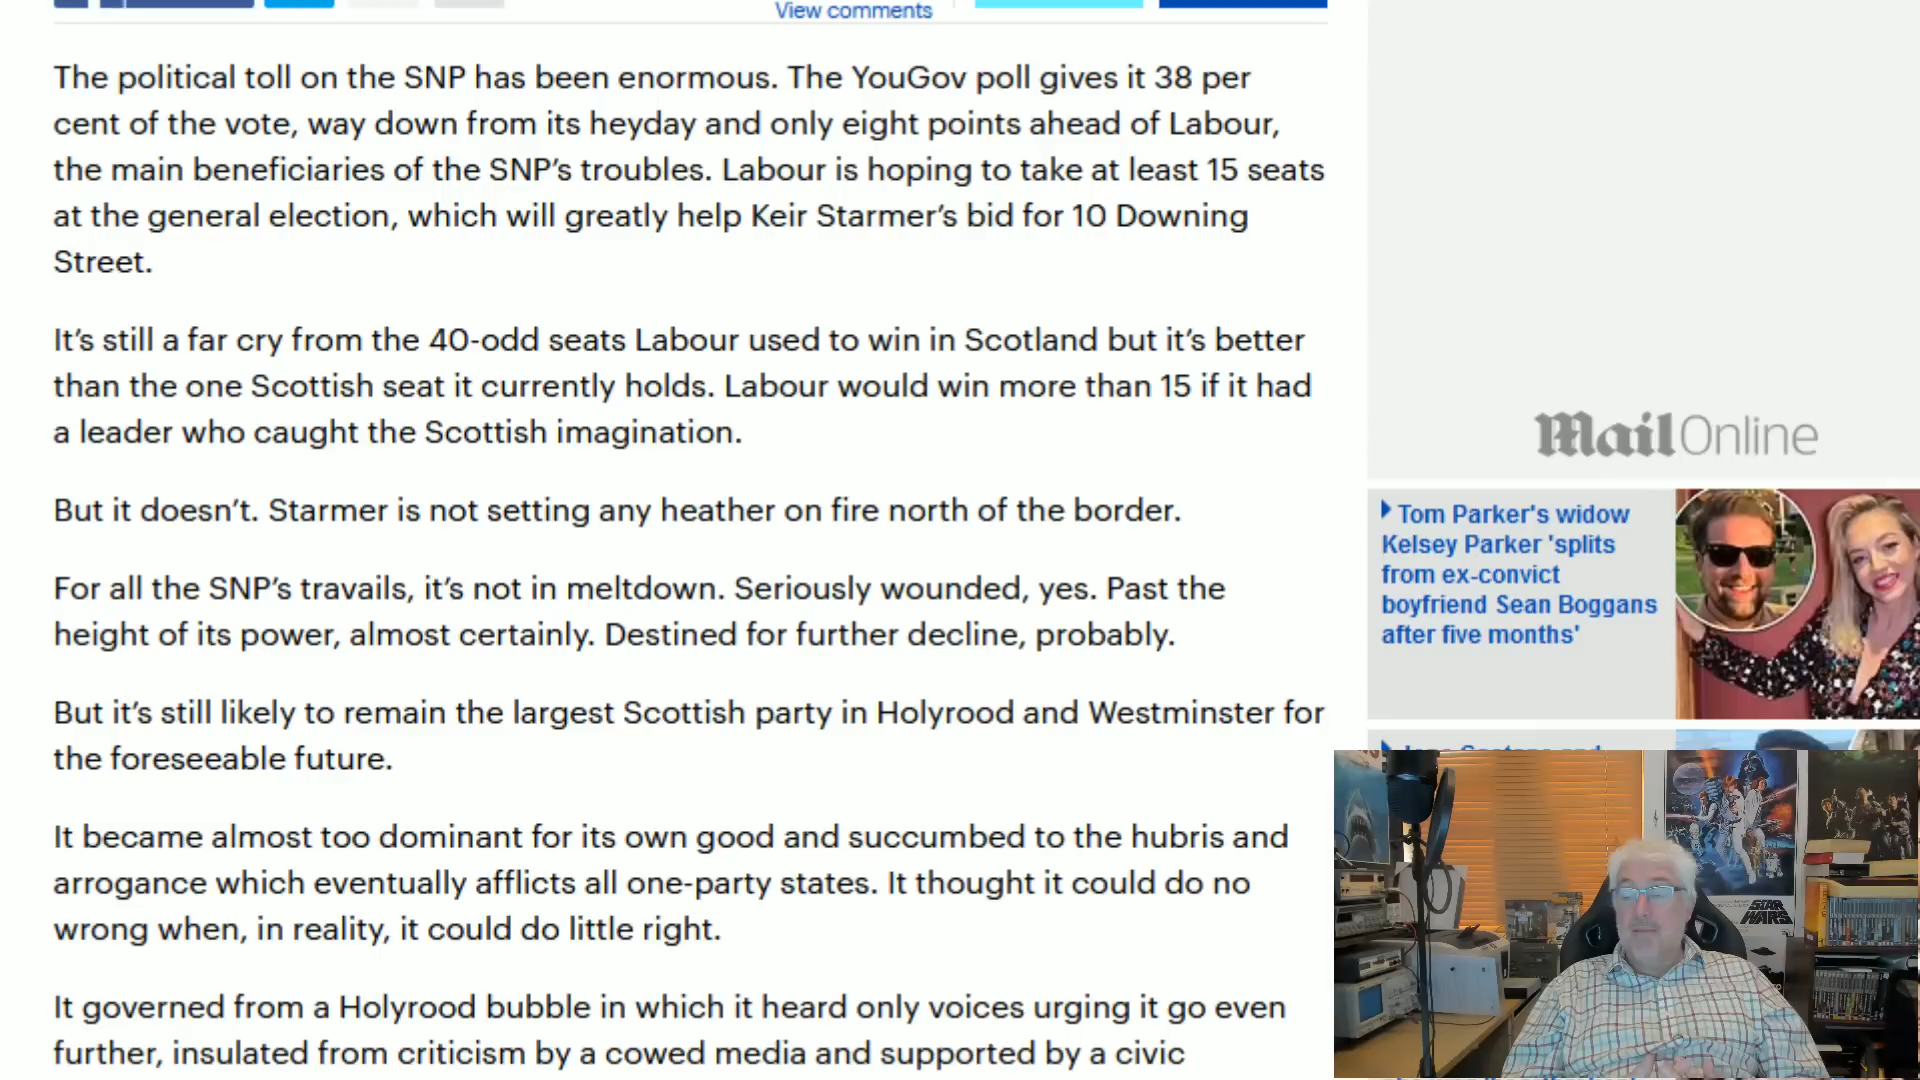 View comments
The political toll on the SNP has been enormous. The YouGov poll gives it 38 per
cent of the vote, way down from its heyday and only eight points ahead of Labour,
the main beneficiaries of the SNP’s troubles. Labour is hoping to take at least 15 seats
at the general election, which will greatly help Keir Starmer’s bid for 10 Downing
Street.
It’s still a far cry from the 40-odd seats Labour used to win in Scotland but it’s better
than the one Scottish seat it currently holds. Labour would win more than 15 if it had
a leader who caught the Scottish imagination.
But it doesn’t. Starmer is not setting any heather on fire north of the border.
For all the SNP’s travails, it’s not in meltdown. Seriously wounded, yes. Past the
height of its power, almost certainly. Destined for further decline, probably.
But it’s still likely to remain the largest Scottish party in Holyrood and Westminster for
the foreseeable future.
It became almost too dominant for its own good and succumbed to the hubris and
arrogance which eventually afflicts all one-party states. It thought it could do no
wrong when, in reality, it could do little right.
It governed from a Holyrood bubble in which it heard only voices urging it go even
further, insulated from criticism by a cowed media and supported by a civic
Mail Online
Tom Parker's widow
Kelsey Parker 'splits
from ex-convict
boyfriend Sean Boggans
after five months'
STAR
WARS